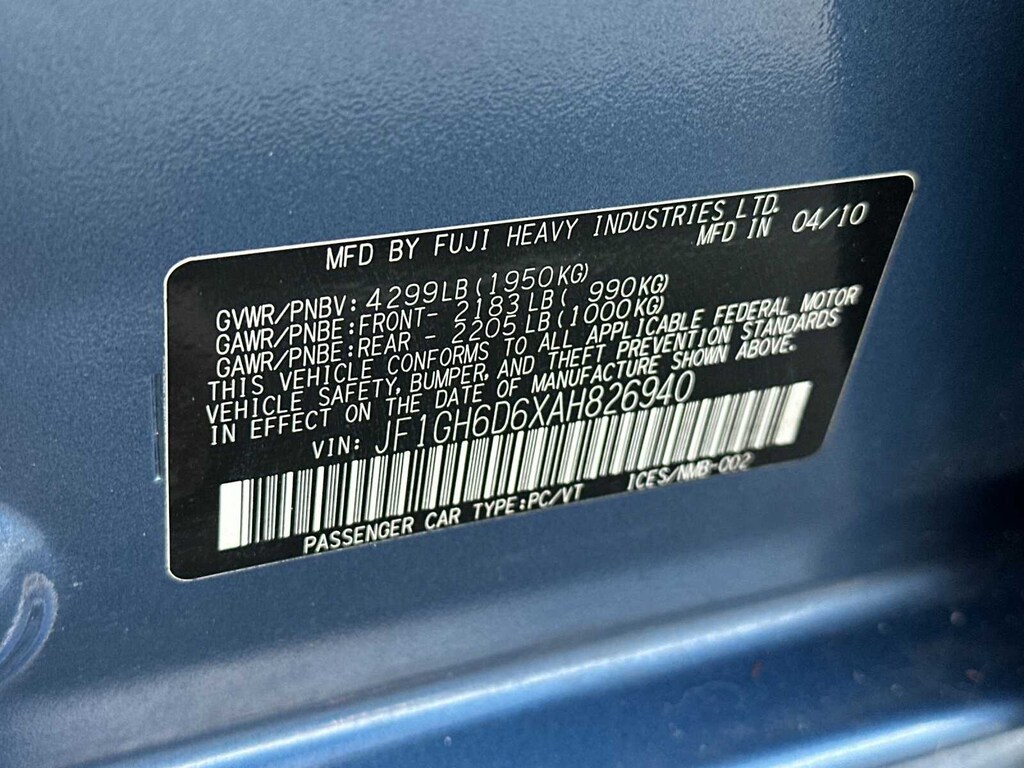 MFD BY FUJI HEAVY INDUSTRIES LTD.
MFD IN 04/10
GVWR/PNBV: 4299LB(1950KG)
GAWR/PNBE:FRONT- 2183LB( 990KG)
GAWR/PNBE:REAR - 2205LB(1000KG)
THIS VEHICLE CONFORMS TO ALL APPLICABLE FEDERAL MOTOR
VEHICLE SAFETY, BUMPER, AND THEFT PREVENTION STANDARDS
IN EFFECT ON THE DATE OF MANUFACTURE SHOWN ABOVE.
VIN: JF1GH6D6XAH826940
PASSENGER CAR TYPE:PC/VT ICES/NMB-002